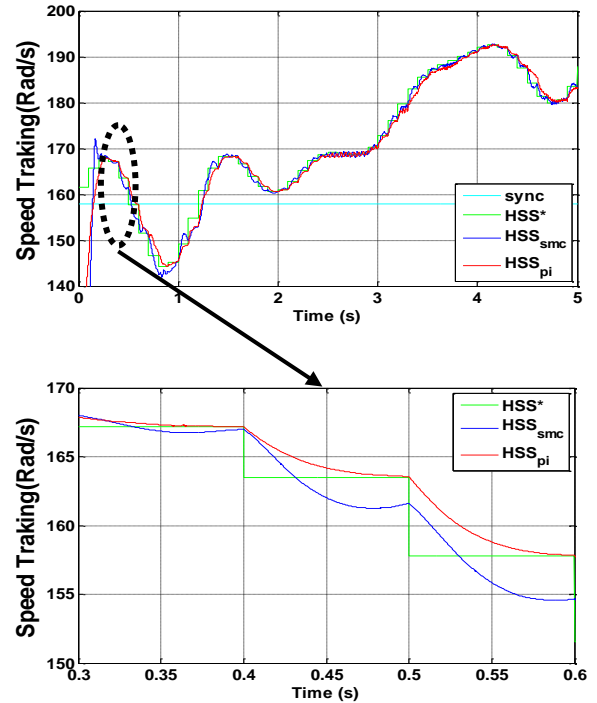 200
190
180
170
160
150
140
Speed Traking(Rad/s)
sync
HSS*
HSSsmc
HSSpi
0 1 2 3 4 5
Time (s)
170
165
160
155
150
Speed Traking(Rad/s)
HSS*
HSSsmc
HSSpi
0.3 0.35 0.4 0.45 0.5 0.55 0.6
Time (s)